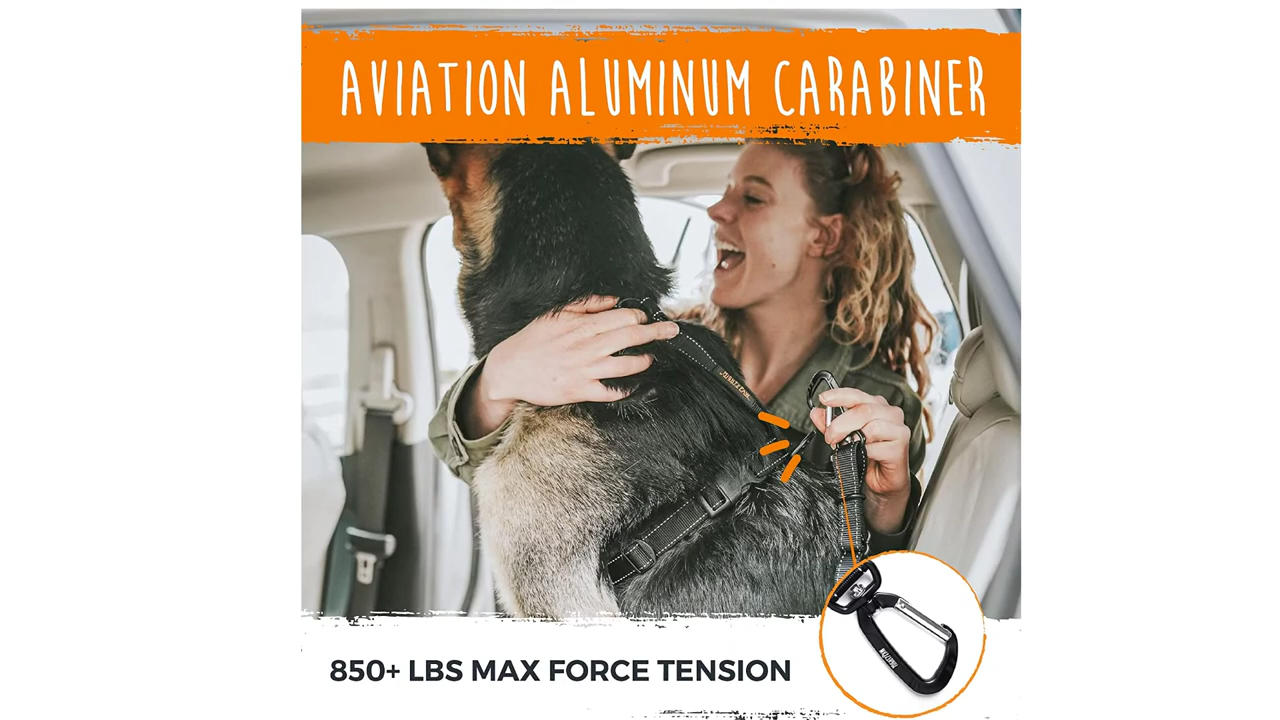 AVIATION ALUMINUM CARABINER
850+ LBS MAX FORCE TENSION